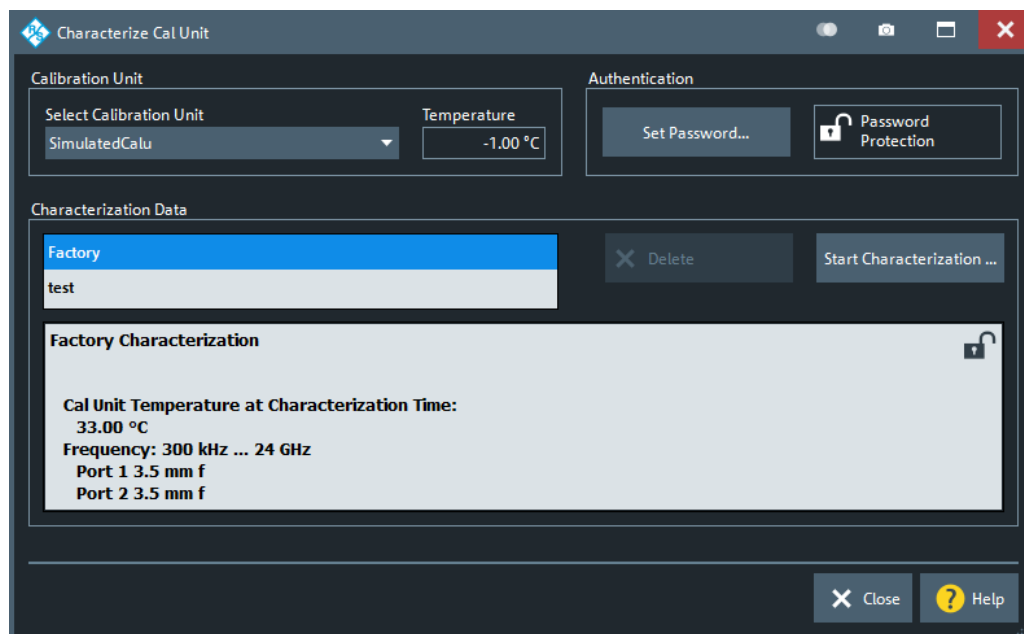 Characterize Cal Unit
Calibration Unit
Authentication
Select Calibration Unit
Temperature
SimulatedCalu
-1.00 °C
Set Password...
Password
Protection
Characterization Data
Factory
test
Delete
Start Characterization ...
Factory Characterization
Cal Unit Temperature at Characterization Time:
33.00 °C
Frequency: 300 kHz ... 24 GHz
Port 1 3.5 mm f
Port 2 3.5 mm f
Close
? Help